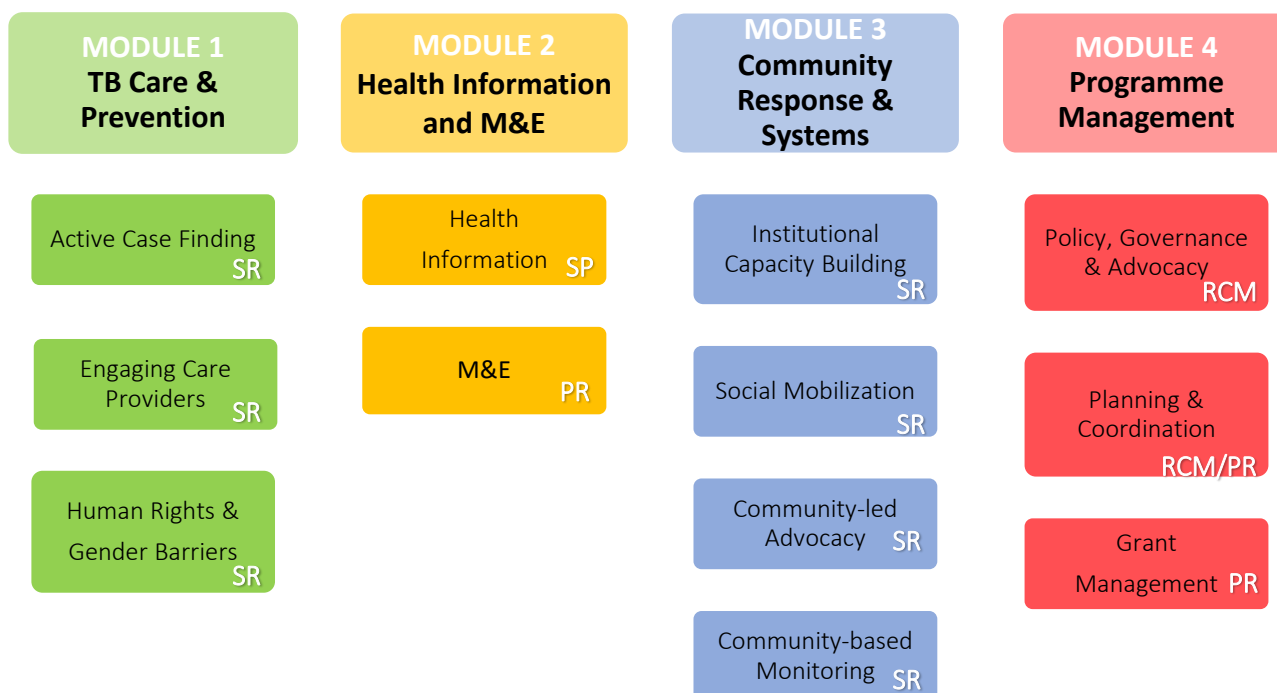 MODULE 1
TB Care &
Prevention
Active Case Finding
SR
Engaging Care
Providers
SR
Human Rights &
Gender Barriers
SR
MODULE 2
Health Information
and M&E
Health
Information SP
M&E
PR
MODULE 3
Community
Response &
Systems
Institutional
Capacity Building
SR
Social Mobilization
SR
Community-led
Advocacy SR
Community-based
Monitoring SR
MODULE 4
Programme
Management
Policy, Governance
& Advocacy
RCM
Planning &
Coordination
RCM/PR
Grant
Management PR